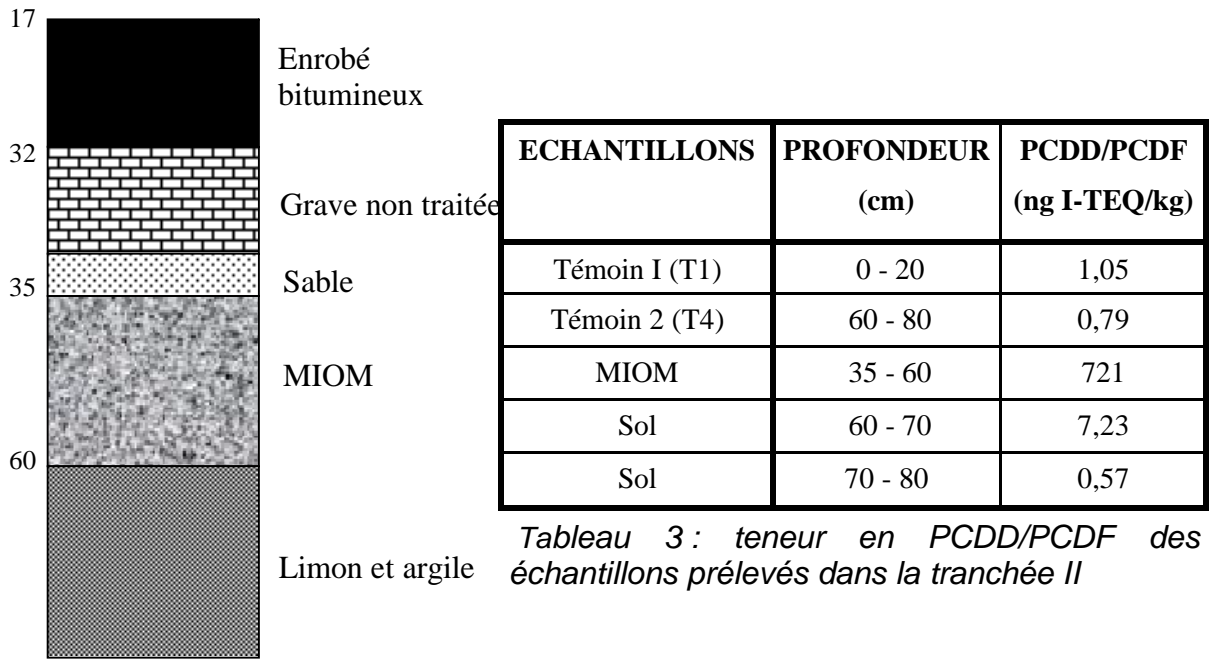 17
Enrobé
bitumineux
32
Grave non traitée
Sable
35
MIOM
60
Limon et argile
ECHANTILLONS PROFONDEUR PCDD/PCDF
(cm) (ng I-TEQ/kg)
Témoin I (T1) 0 - 20 1,05
Témoin 2 (T4) 60 - 80 0,79
MIOM 35 - 60 721
Sol 60 - 70 7,23
Sol 70 - 80 0,57
Tableau 3 : teneur en PCDD/PCDF des
échantillons prélevés dans la tranchée II